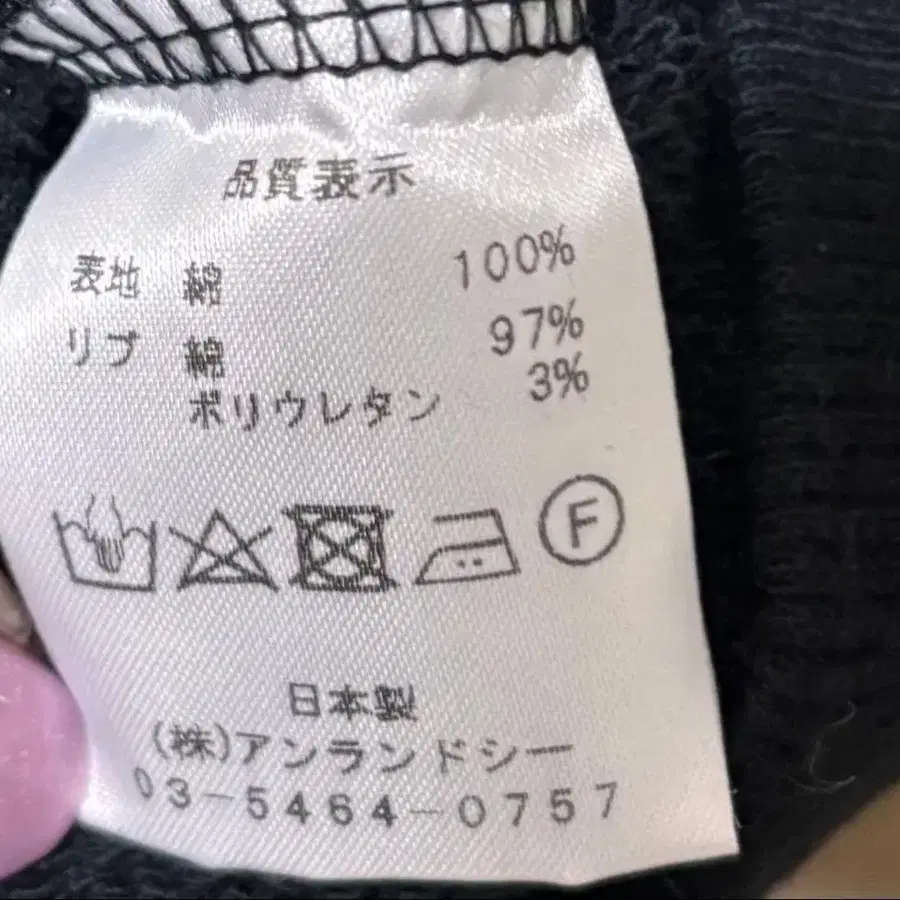 品質表示
表地 綿 100%
リブ 綿 97%
ポリウレタン 3%
F
日本製
(株)アンランドシー
03-5464-0757